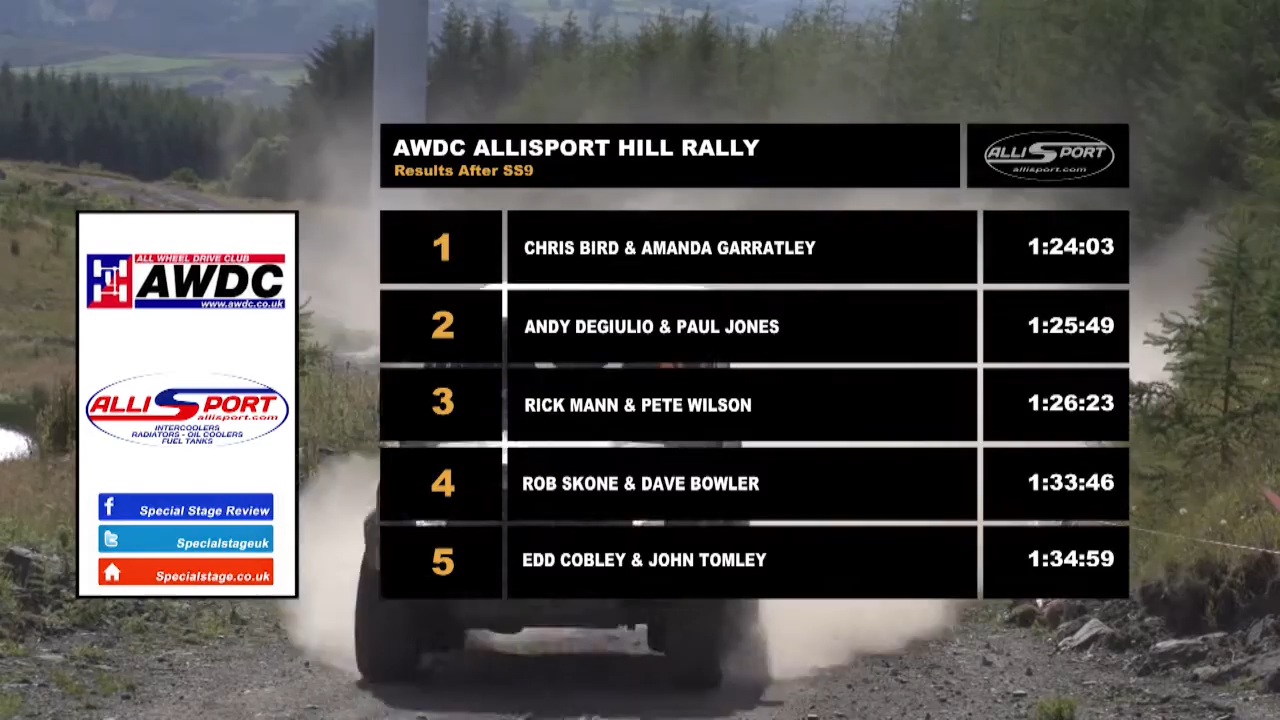 AWDC ALLISPORT HILL RALLY
Results After SS9
ALLISPORT
allisport.com
ALL WHEEL DRIVE CLUB
AWDC
www.awdc.co.uk
ALLISPORT
allisport.com
INTERCOOLERS
RADIATORS - OIL COOLERS
FUEL TANKS
Special Stage Review
Specialstageuk
Specialstage.co.uk
1 CHRIS BIRD & AMANDA GARRATLEY 1:24:03
2 ANDY DEGIULIO & PAUL JONES 1:25:49
3 RICK MANN & PETE WILSON 1:26:23
4 ROB SKONE & DAVE BOWLER 1:33:46
5 EDD COBLEY & JOHN TOMLEY 1:34:59